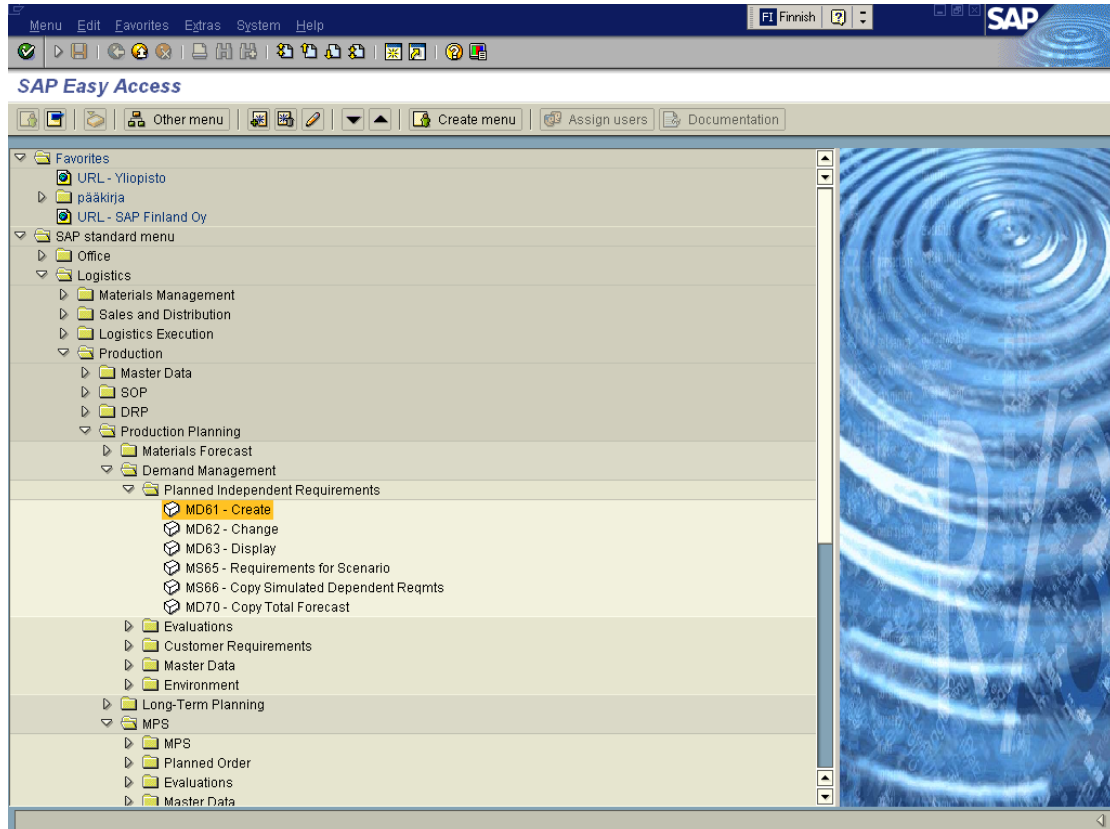 Menu Edit Favorites Extras System Help
FI Finnish
SAP
SAP Easy Access
Other menu Create menu Assign users Documentation
Favorites
URL - Yliopisto
pääkirja
URL - SAP Finland Oy
SAP standard menu
Office
Logistics
Materials Management
Sales and Distribution
Logistics Execution
Production
Master Data
SOP
DRP
Production Planning
Materials Forecast
Demand Management
Planned Independent Requirements
MD61 - Create
MD62 - Change
MD63 - Display
MS65 - Requirements for Scenario
MS66 - Copy Simulated Dependent Reqmts
MD70 - Copy Total Forecast
Evaluations
Customer Requirements
Master Data
Environment
Long-Term Planning
MPS
MPS
Planned Order
Evaluations
Master Data